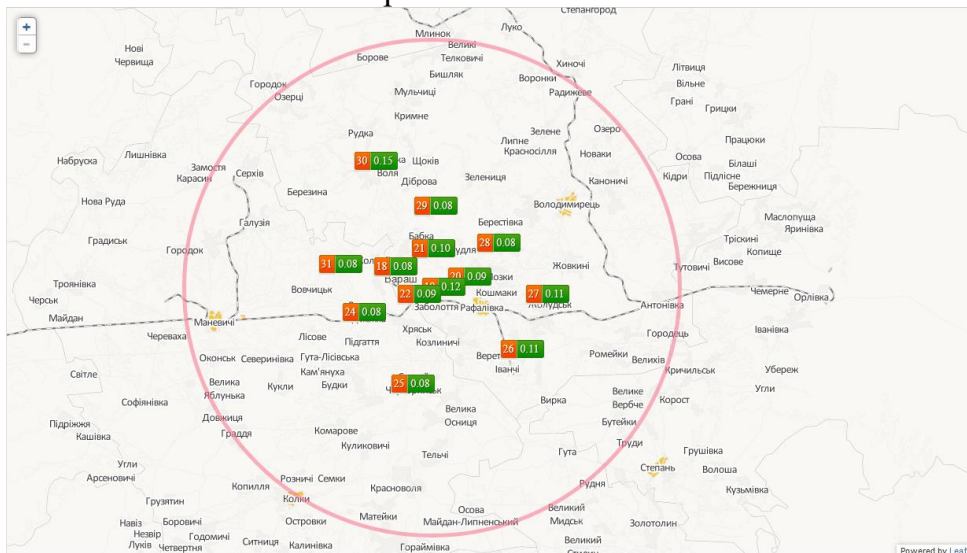 Степангород
Млинок
Луко
Великі
Телковичі
Нові
Червища
Борове
Хиночі
Літвиця
Бишляк
Воронки
Вільне
Городок
Озерці
Мульчиці
Радижеве
Грані
Грицки
Кримне
Рудка
Зелене
Озеро
Липне
Красносілля
Працюки
Набруска
Лишнівка
30 0.15
Щоків
Новаки
Осова
Білаші
Замостя
Карасин
Серхів
Воля
Діброва
Зелениця
Каноничі
Кідри
Підлісне
Бережниця
Березина
Нова Руда
29 0.08
Володимирець
Галузія
Берестівка
Маслопуща
Яринівка
Градиськ
Бабка
28 0.08
Тріскині
Городок
21 0.10
Копище
31 0.08
18 0.08
Жовкині
Тутовичі
Висове
Троянівка
Вараш
20 0.09
0.12
Вовчицьк
22 0.09
Кошмаки
27 0.11
Чемерне
Орлівка
Черськ
24 0.08
Заболоття
Рафалівка
Антонівка
Майдан
Маневичі
Хряськ
Городець
Іванівка
Череваха
Лісове
Підгаття
Козлиничі
26 0.11
Оконськ
Северинівка
Гута-Лісівська
Іванчі
Ромейки
Велихів
Кричильськ
Убереж
Світле
Кам'януха
Велика
Яблунька
Кукли
Будки
25 0.08
Велике
Вербче
Угли
Софіянівка
Вирка
Корост
Довжиця
Велика
Осниця
Бутейки
Підріжжя
Кашівка
Граддя
Комарове
Куликовичі
Труди
Грушівка
Тельчі
Гута
Угли
Арсеновичі
Степань
Волоша
Розничі
Семки
Копилля
Красноволя
Рудня
Кузьмівка
Грузятин
Колки
Осова
Великий
Мидськ
Навіз
Боровичі
Островки
Матейки
Майдан-Липненський
Золотолин
Незвір
Годомичі
Луків
Четвертня
Ситниця
Калинівка
Гораймівка
Великий
Powered by